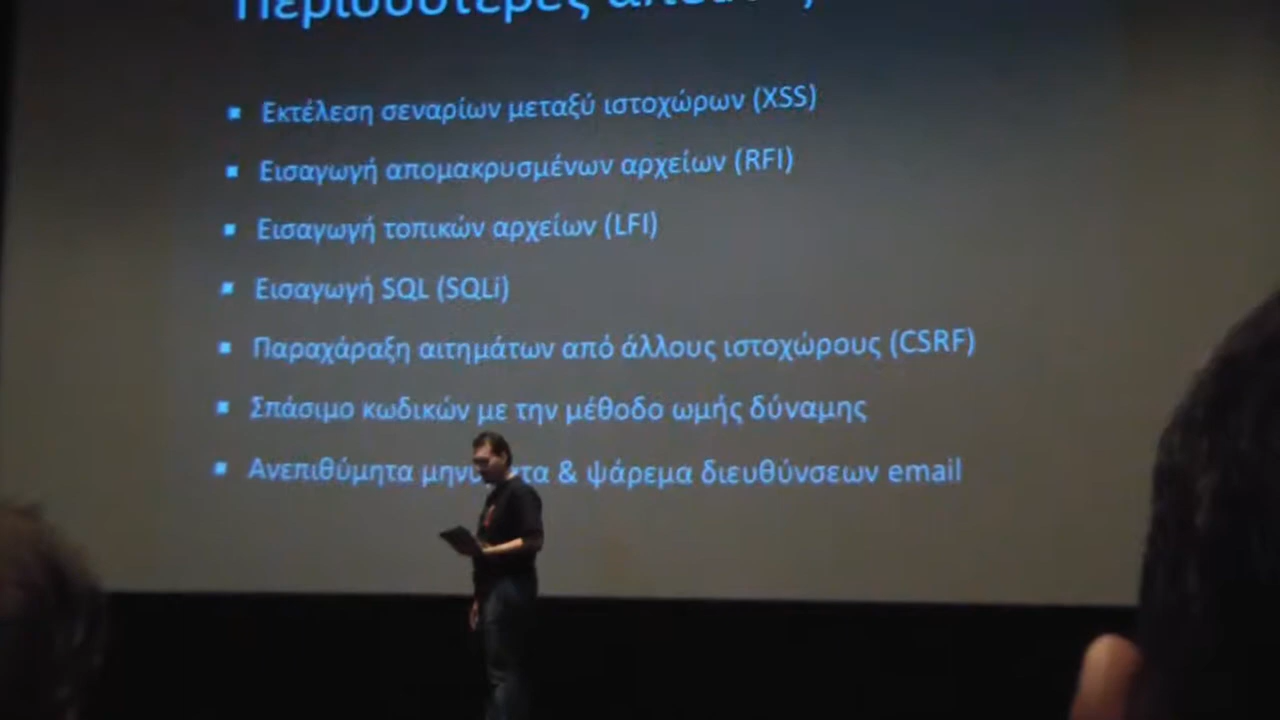 Περισσότερες
Εκτέλεση σεναρίων μεταξύ ιστοχώρων (XSS)
Εισαγωγή απομακρυσμένων αρχείων (RFI)
Εισαγωγή τοπικών αρχείων (LFI)
Εισαγωγή SQL (SQLi)
Παραχάραξη αιτημάτων από άλλους ιστοχώρους (CSRF)
Σπάσιμο κωδικών με την μέθοδο ωμής δύναμης
Ανεπιθύμητα & ψάρεμα διευθύνσεων email